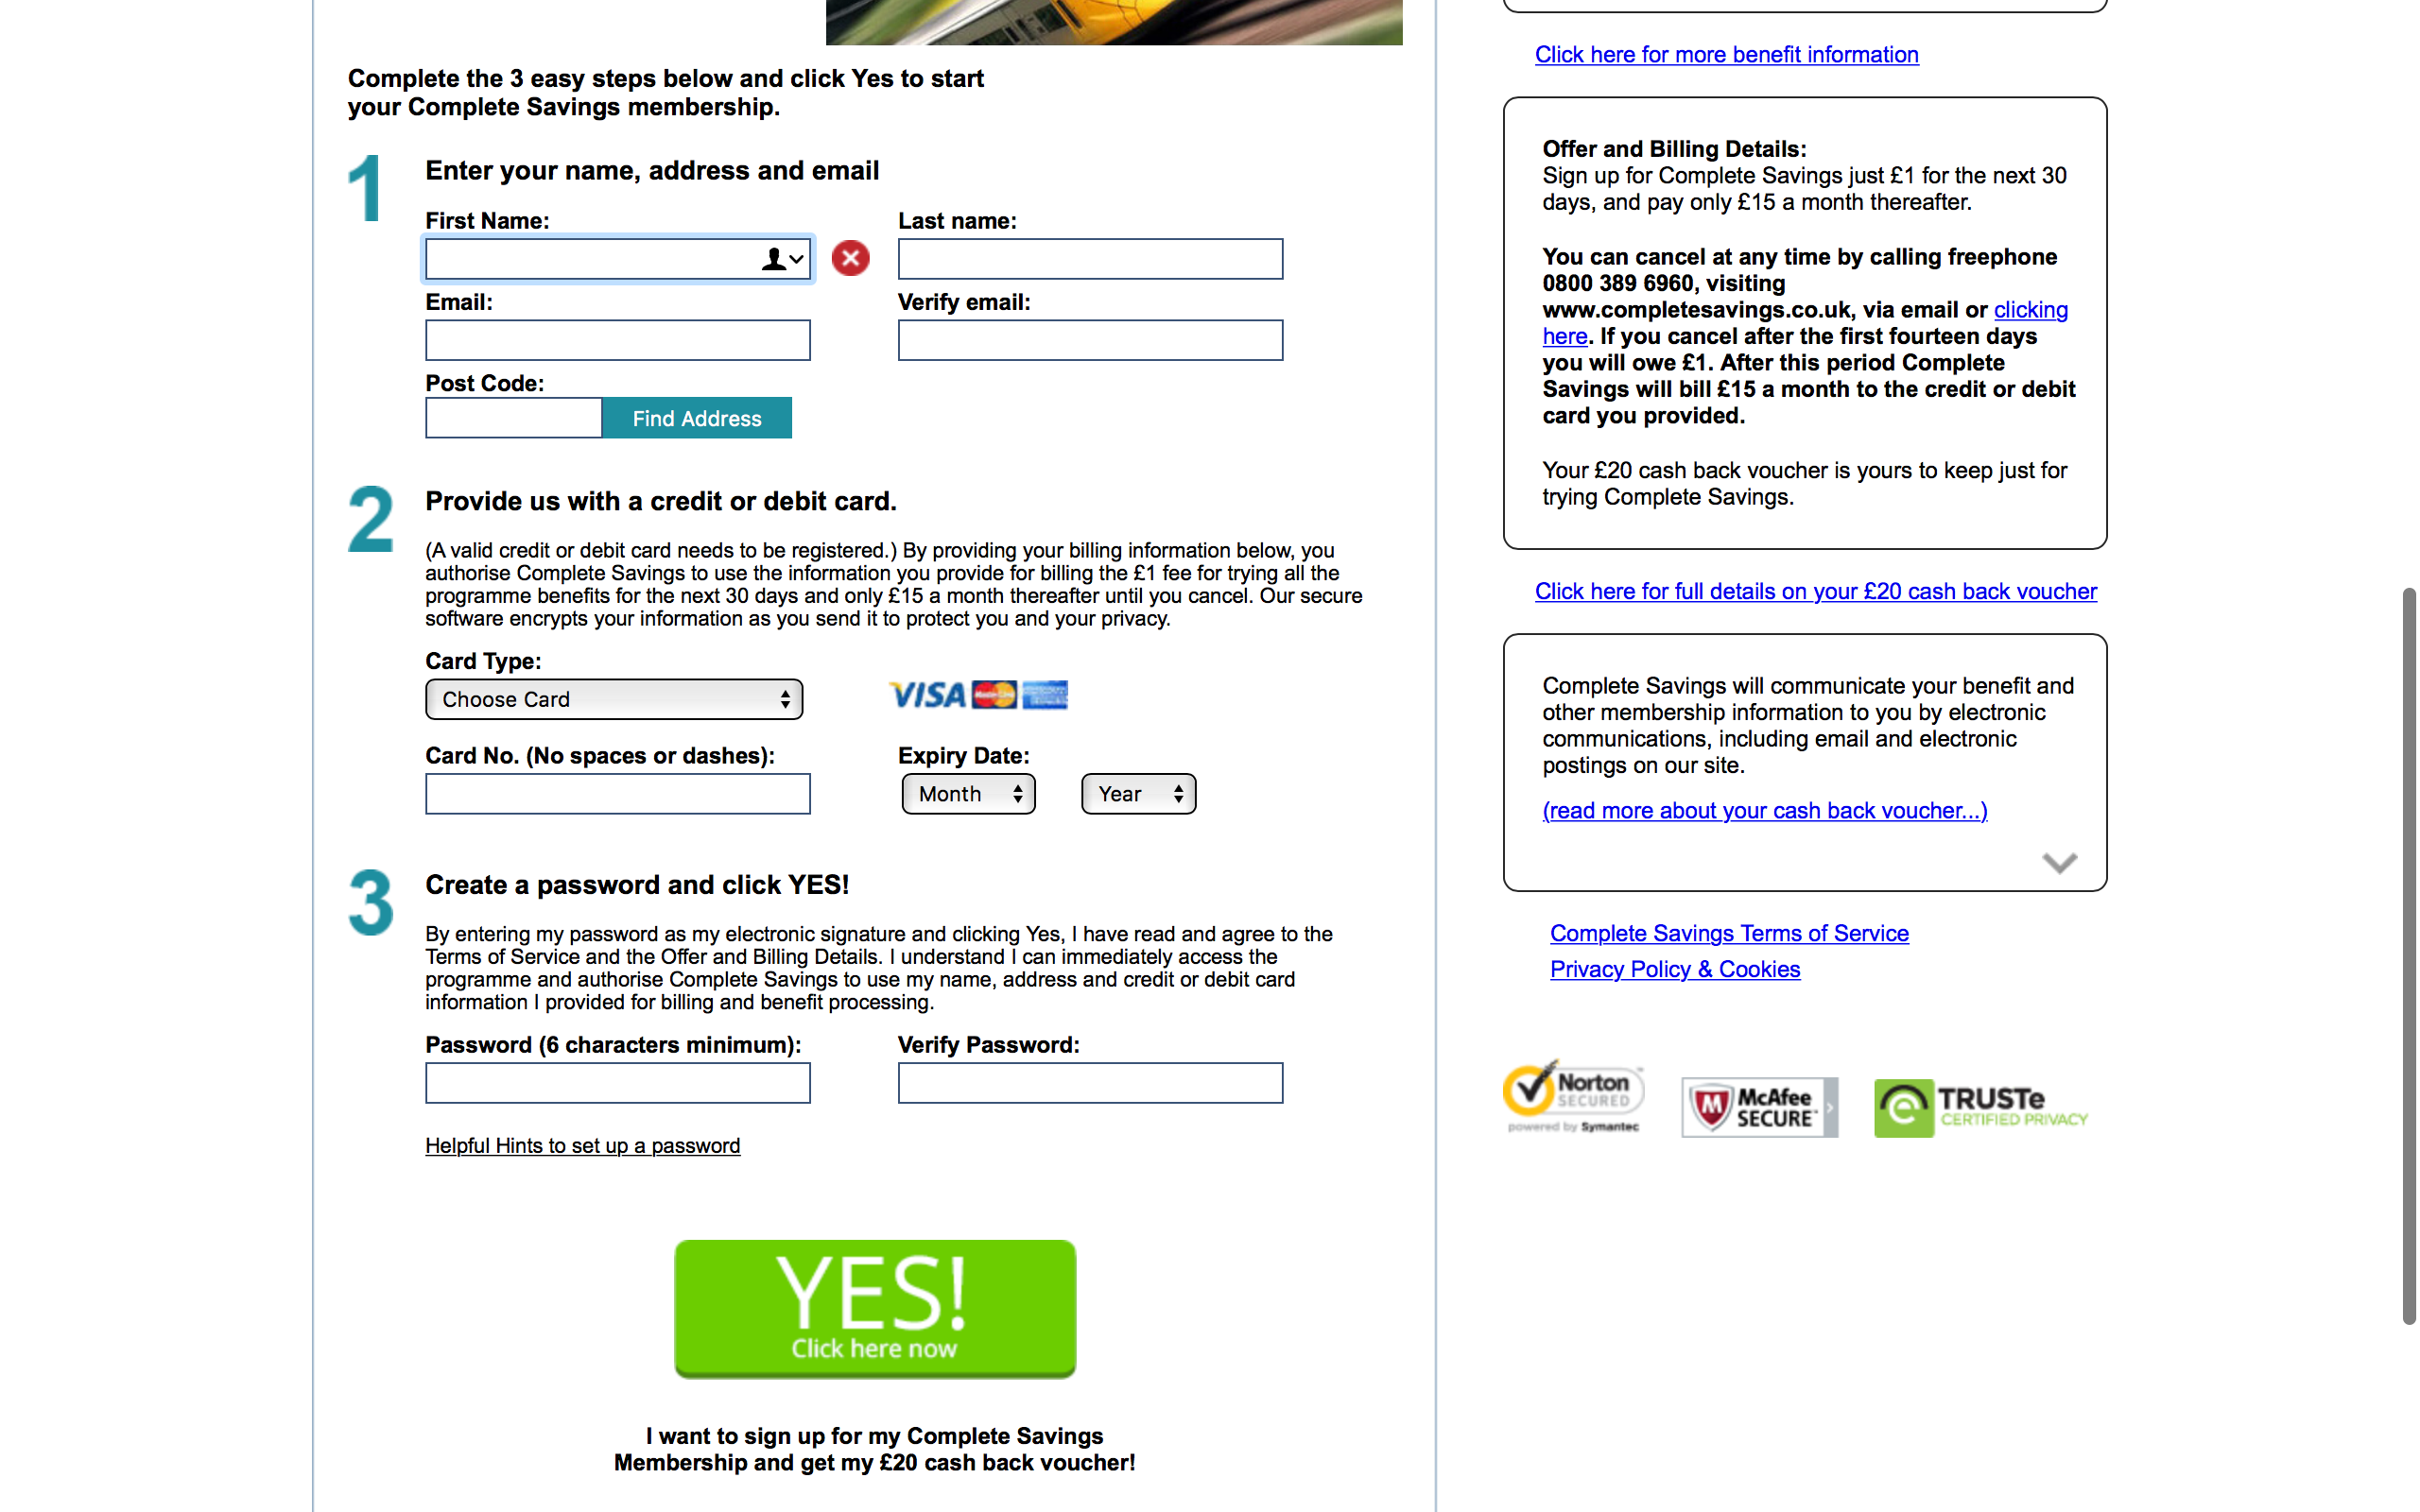 Complete the 3 easy steps below and click Yes to start
your Complete Savings membership.
1
Enter your name, address and email
First Name:
Last name:
Email:
Verify email:
Post Code:
Find Address
2
Provide us with a credit or debit card.
(A valid credit or debit card needs to be registered.) By providing your billing information below, you
authorise Complete Savings to use the information you provide for billing the £1 fee for trying all the
programme benefits for the next 30 days and only £15 a month thereafter until you cancel. Our secure
software encrypts your information as you send it to protect you and your privacy.
Card Type:
Choose Card
VISA
Card No. (No spaces or dashes):
Expiry Date:
Month
Year
3
Create a password and click YES!
By entering my password as my electronic signature and clicking Yes, I have read and agree to the
Terms of Service and the Offer and Billing Details. I understand I can immediately access the
programme and authorise Complete Savings to use my name, address and credit or debit card
information I provided for billing and benefit processing.
Password (6 characters minimum):
Verify Password:
Helpful Hints to set up a password
YES!
Click here now
I want to sign up for my Complete Savings
Membership and get my £20 cash back voucher!
Click here for more benefit information
Offer and Billing Details:
Sign up for Complete Savings just £1 for the next 30
days, and pay only £15 a month thereafter.
You can cancel at any time by calling freephone
0800 389 6960, visiting
www.completesavings.co.uk, via email or clicking
here. If you cancel after the first fourteen days
you will owe £1. After this period Complete
Savings will bill £15 a month to the credit or debit
card you provided.
Your £20 cash back voucher is yours to keep just for
trying Complete Savings.
Click here for full details on your £20 cash back voucher
Complete Savings will communicate your benefit and
other membership information to you by electronic
communications, including email and electronic
postings on our site.
(read more about your cash back voucher...)
Complete Savings Terms of Service
Privacy Policy & Cookies
Norton
SECURED
powered by Symantec
McAfee
SECURE
TRUSTe
CERTIFIED PRIVACY